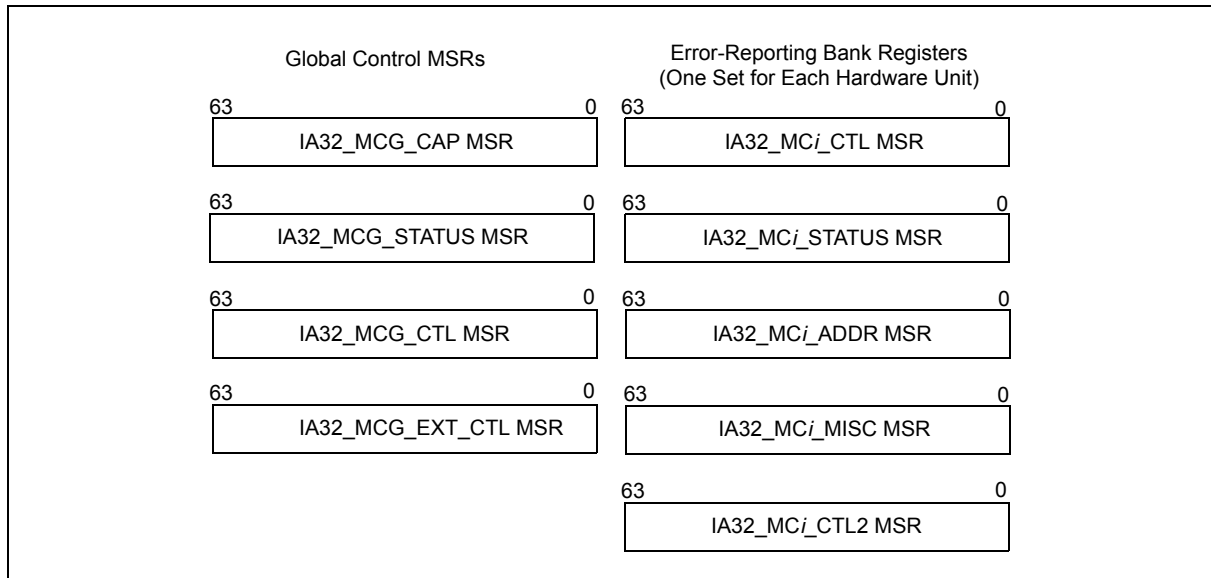 Global Control MSRs
63 0
IA32_MCG_CAP MSR
63 0
IA32_MCG_STATUS MSR
63 0
IA32_MCG_CTL MSR
63 0
IA32_MCG_EXT_CTL MSR
Error-Reporting Bank Registers
(One Set for Each Hardware Unit)
63 0
IA32_MCi_CTL MSR
63 0
IA32_MCi_STATUS MSR
63 0
IA32_MCi_ADDR MSR
63 0
IA32_MCi_MISC MSR
63 0
IA32_MCi_CTL2 MSR